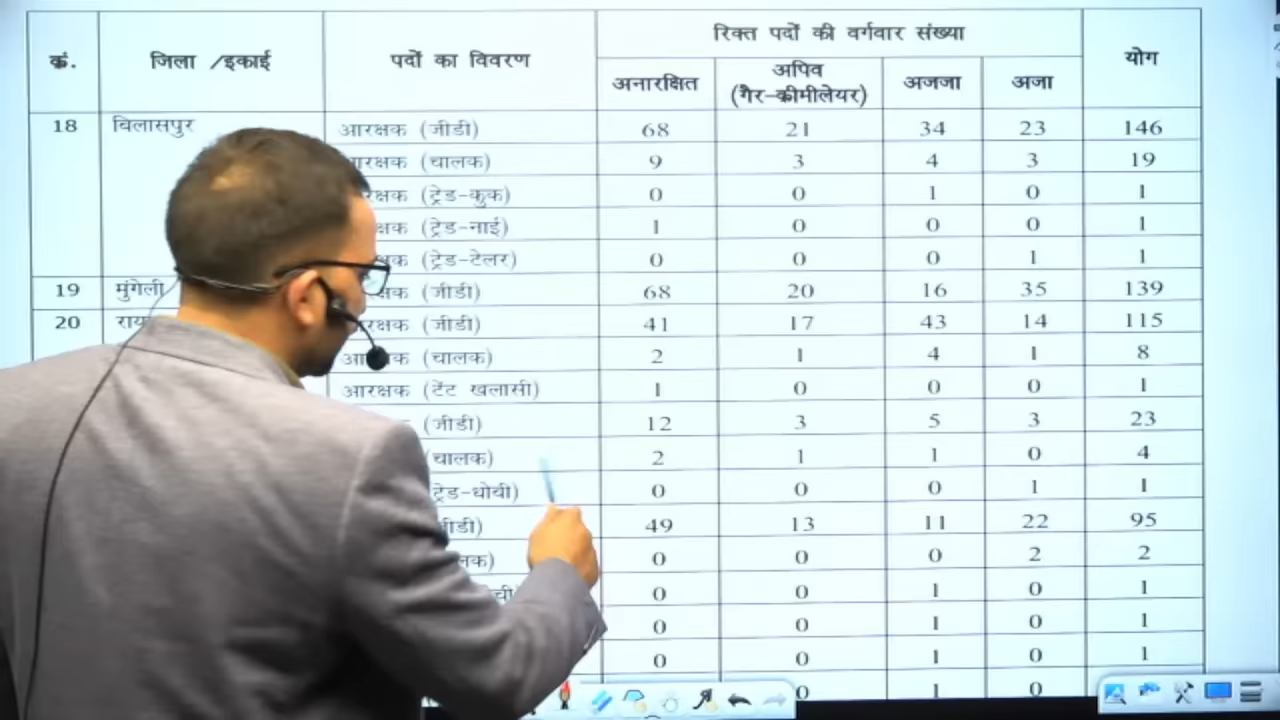 रिक्त पदों की वर्गवार संख्या
क्रं. जिला /इकाई पदों का विवरण अनारक्षित अपिव (गैर-क्रीमीलेयर) अजजा अजा योग
18 बिलासपुर आरक्षक (जीडी) 68 21 34 23 146
आरक्षक (चालक) 9 3 4 3 19
(ट्रेड-कुक) 0 0 1 0 1
(ट्रेड-नाई) 1 0 0 0 1
(ट्रेड-टेलर) 0 0 0 1 1
19 मुंगेली (जीडी) 68 20 16 35 139
20 (जीडी) 41 17 43 14 115
(चालक) 2 1 4 1 8
आरक्षक (टेंट खलासी) 1 0 0 0 1
(जीडी) 12 3 5 3 23
(चालक) 2 1 1 0 4
ट्रेड-धोबी) 0 0 0 1 1
49 13 11 22 95
0 0 0 2 2
0 0 1 0 1
0 0 1 0 1
0 0 1 0 1
0 1 0